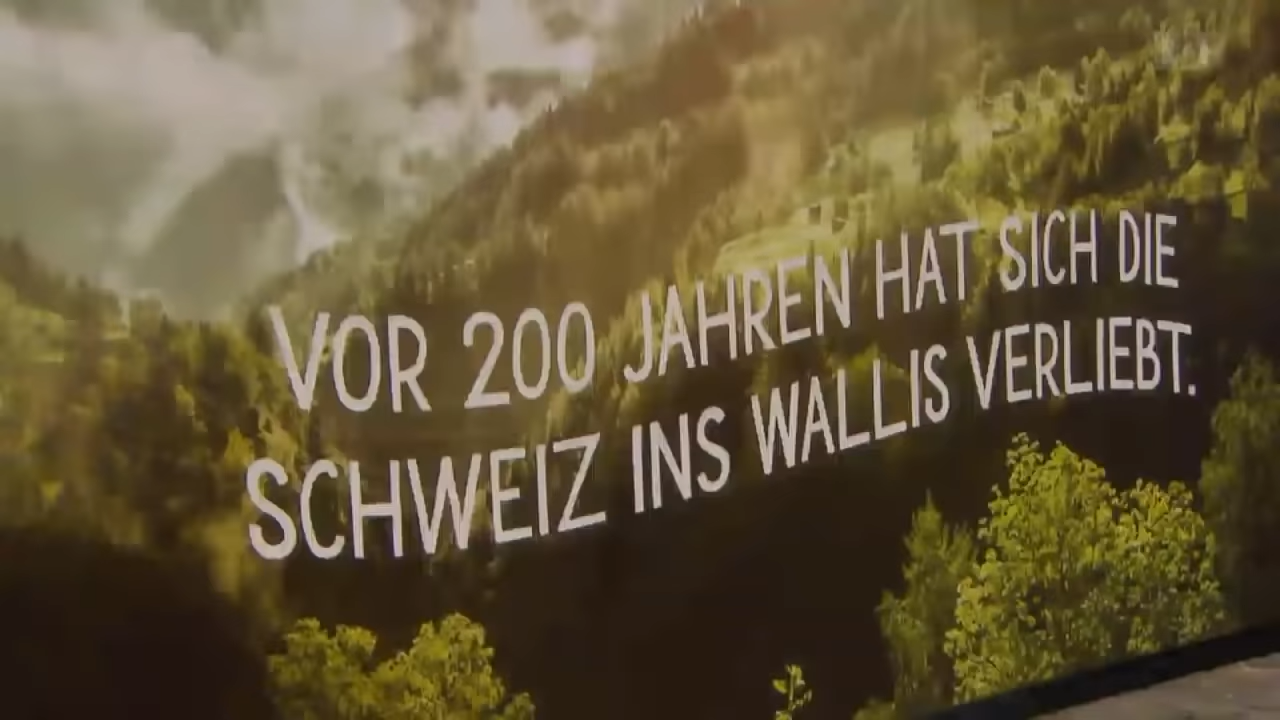 VOR 200 JAHREN HAT SICH DIE
SCHWEIZ INS WALLIS VERLIEBT.